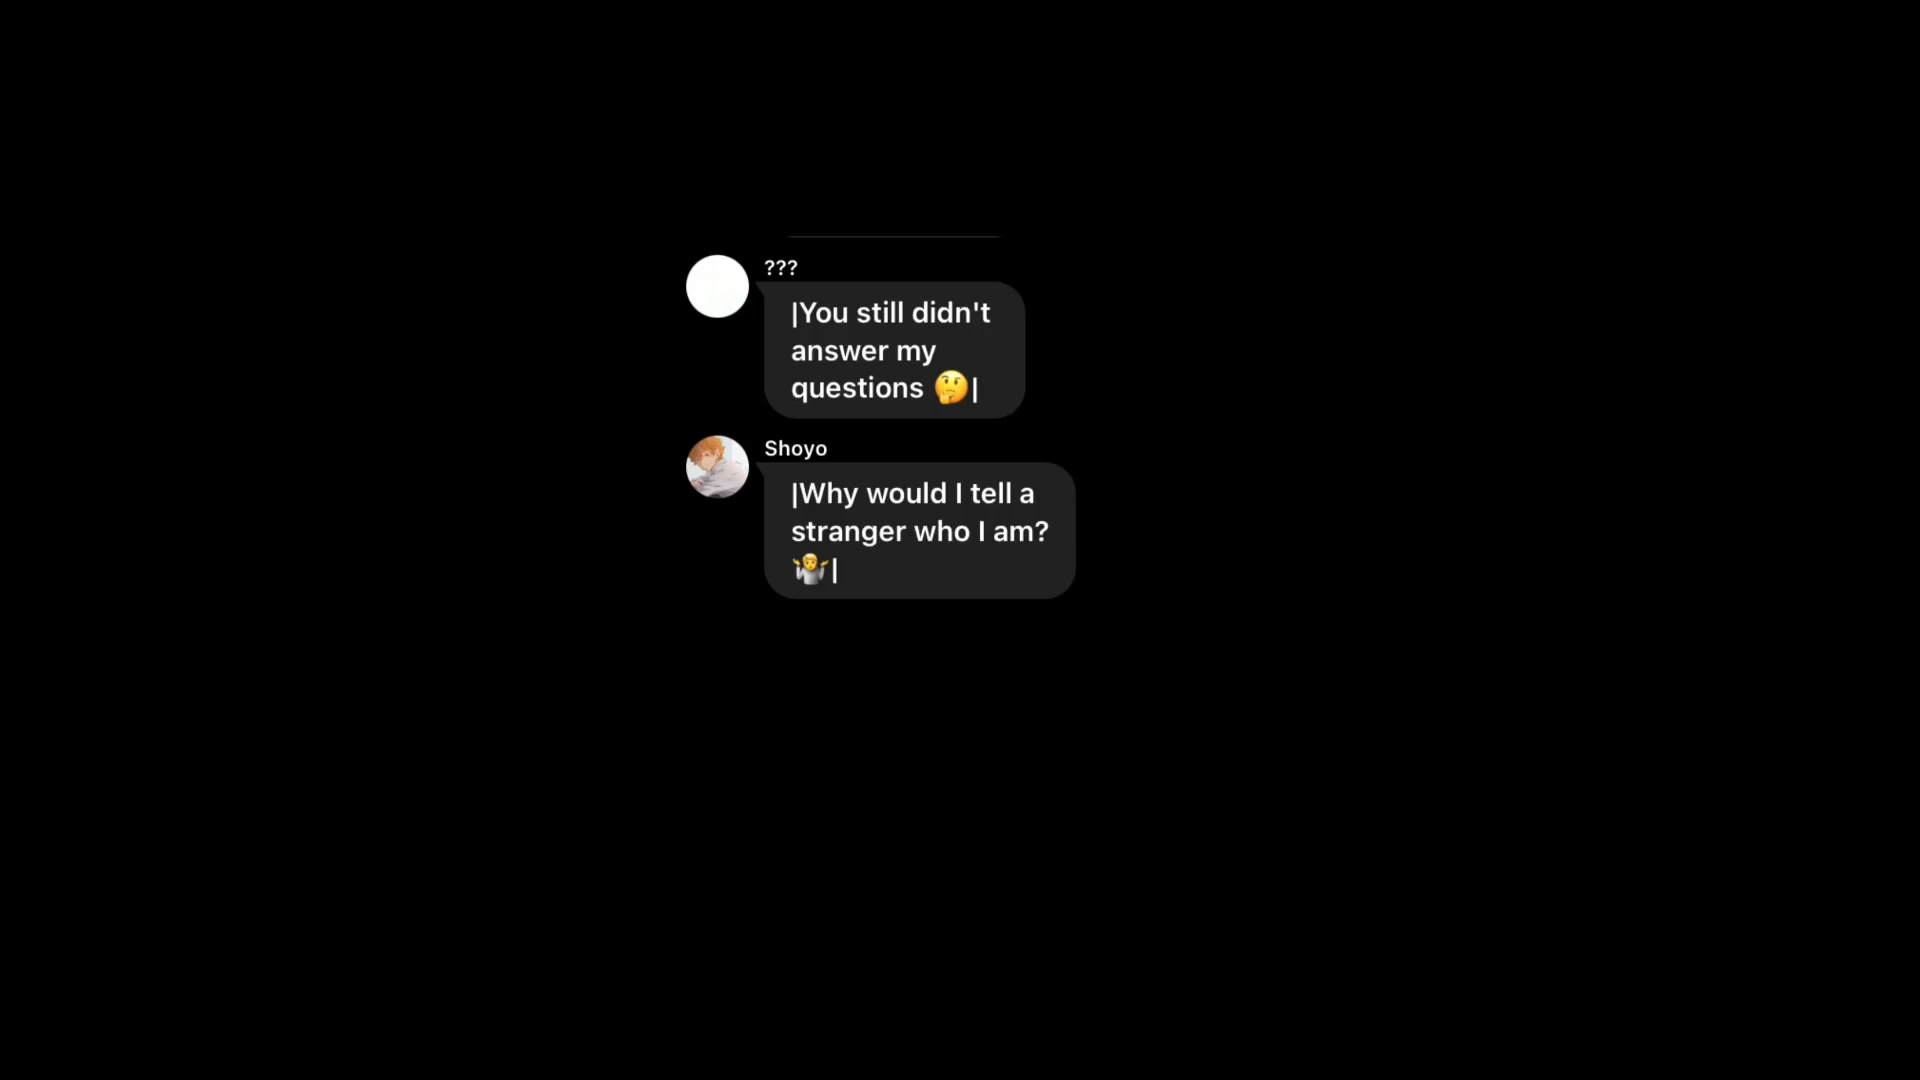 ???
|You still didn't
answer my
questions 🤔|
Shoyo
|Why would I tell a
stranger who I am?
🤷‍♂️|